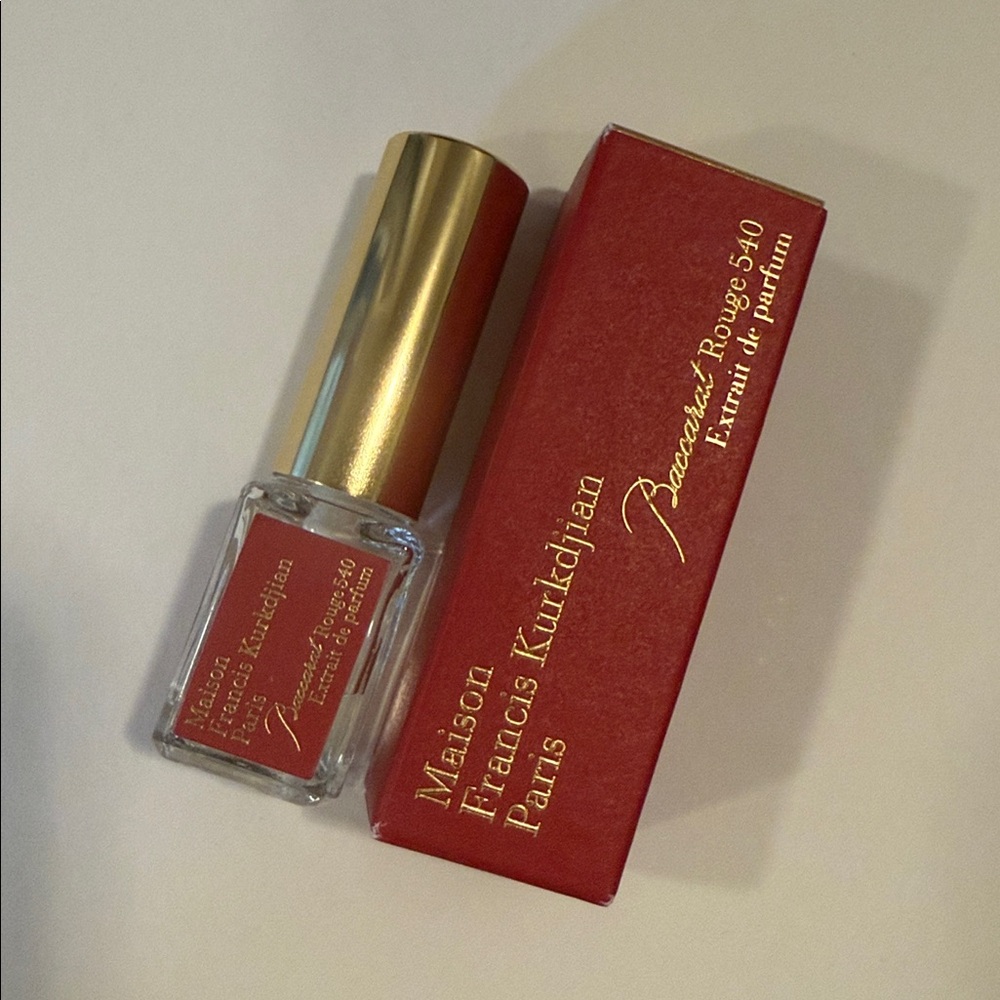 Maison
Francis Kurkdjian
Paris
Baccarat Rouge 540
Extrait de parfum
Maison
Francis Kurkdjian
Paris
Baccarat Rouge 540
Extrait de parfum